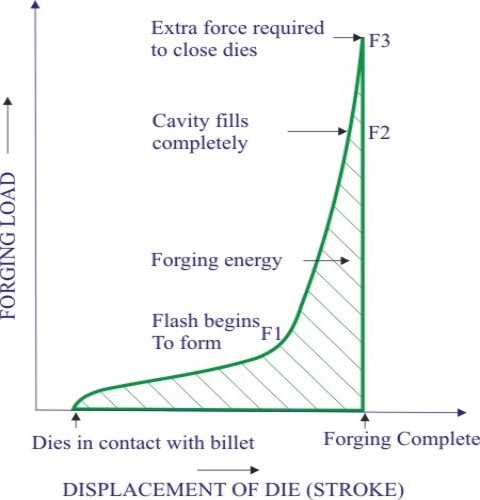 Extra force required
to close dies
F3
Cavity fills
completely
F2
Forging energy
Flash begins
To form
F1
FORGING LOAD
Dies in contact with billet
Forging Complete
DISPLACEMENT OF DIE (STROKE)